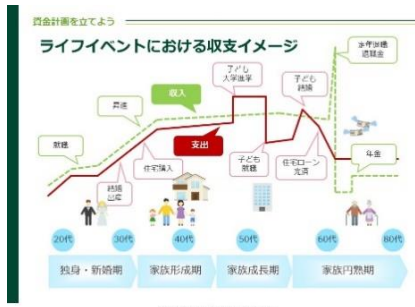 資金計画を立てよう
ライフイベントにおける収支イメージ
子ども
大学進学
子ども
結婚
定年退職
退職金
収入
昇進
就職
支出
住宅購入
結婚
出産
子ども
就職
住宅ローン
完済
年金
20代
30代
40代
50代
60代
80代
独身・新婚期
家族形成期
家族成長期
家族円熟期